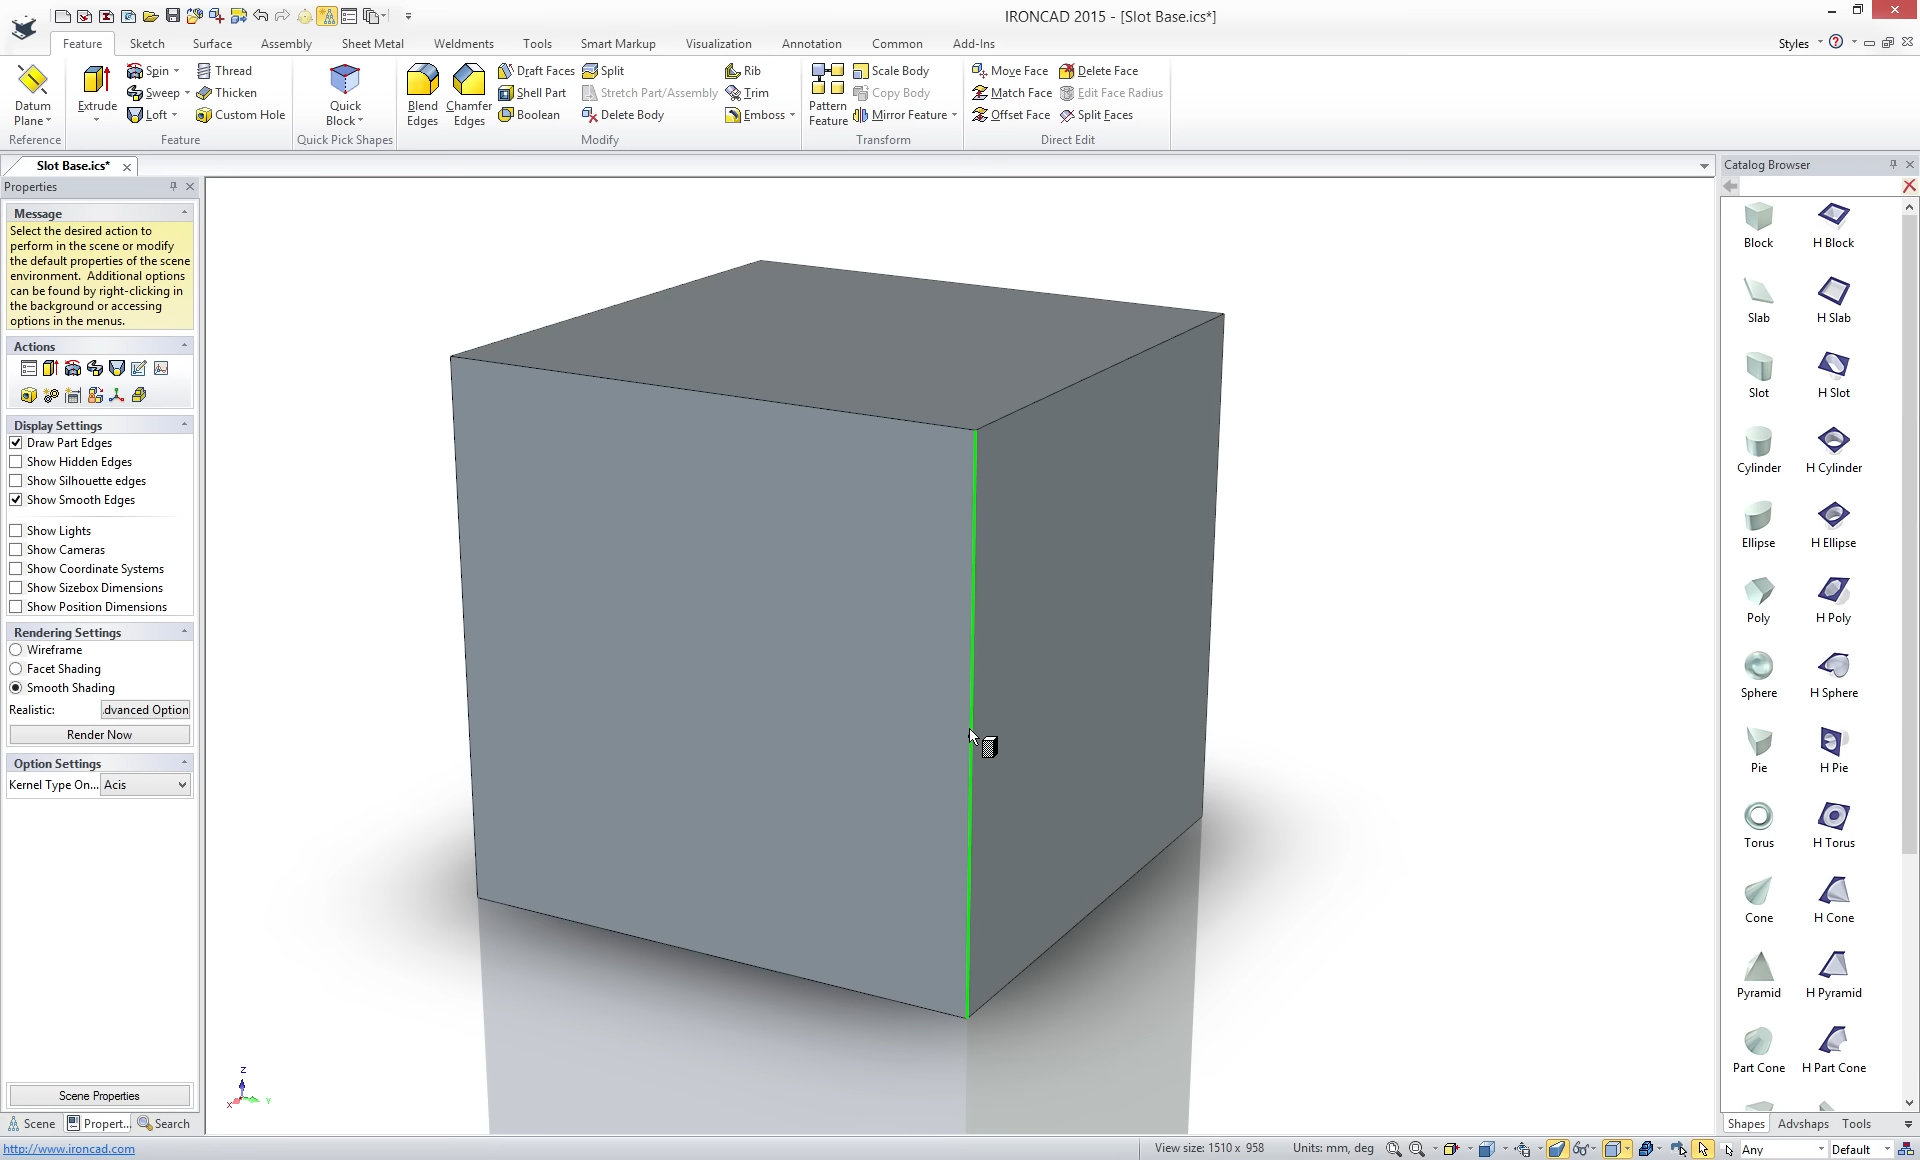 IRONCAD 2015 - [Slot Base.ics*]
Feature Sketch Surface Assembly Sheet Metal Weldments Tools Smart Markup Visualization Annotation Common Add-Ins Styles
Datum Plane
Reference
Extrude
Spin
Sweep
Loft
Thread
Thicken
Custom Hole
Feature
Quick Block
Quick Pick Shapes
Blend Edges
Chamfer Edges
Draft Faces
Shell Part
Boolean
Split
Stretch Part/Assembly
Delete Body
Rib
Trim
Emboss
Modify
Pattern Feature
Scale Body
Copy Body
Mirror Feature
Transform
Move Face
Match Face
Offset Face
Delete Face
Edit Face Radius
Split Faces
Direct Edit
Slot Base.ics*
Properties
Message
Select the desired action to
perform in the scene or modify
the default properties of the scene
environment. Additional options
can be found by right-clicking in
the background or accessing
options in the menus.
Actions
Display Settings
Draw Part Edges
Show Hidden Edges
Show Silhouette edges
Show Smooth Edges
Show Lights
Show Cameras
Show Coordinate Systems
Show Sizebox Dimensions
Show Position Dimensions
Rendering Settings
Wireframe
Facet Shading
Smooth Shading
Realistic: .dvanced Option
Render Now
Option Settings
Kernel Type On... Acis
Scene Properties
Scene Propert... Search
Z
X Y
Catalog Browser
Block H Block
Slab H Slab
Slot H Slot
Cylinder H Cylinder
Ellipse H Ellipse
Poly H Poly
Sphere H Sphere
Pie H Pie
Torus H Torus
Cone H Cone
Pyramid H Pyramid
Part Cone H Part Cone
Shapes Advshaps Tools
http://www.ironcad.com View size: 1510 x 958 Units: mm, deg Any Default